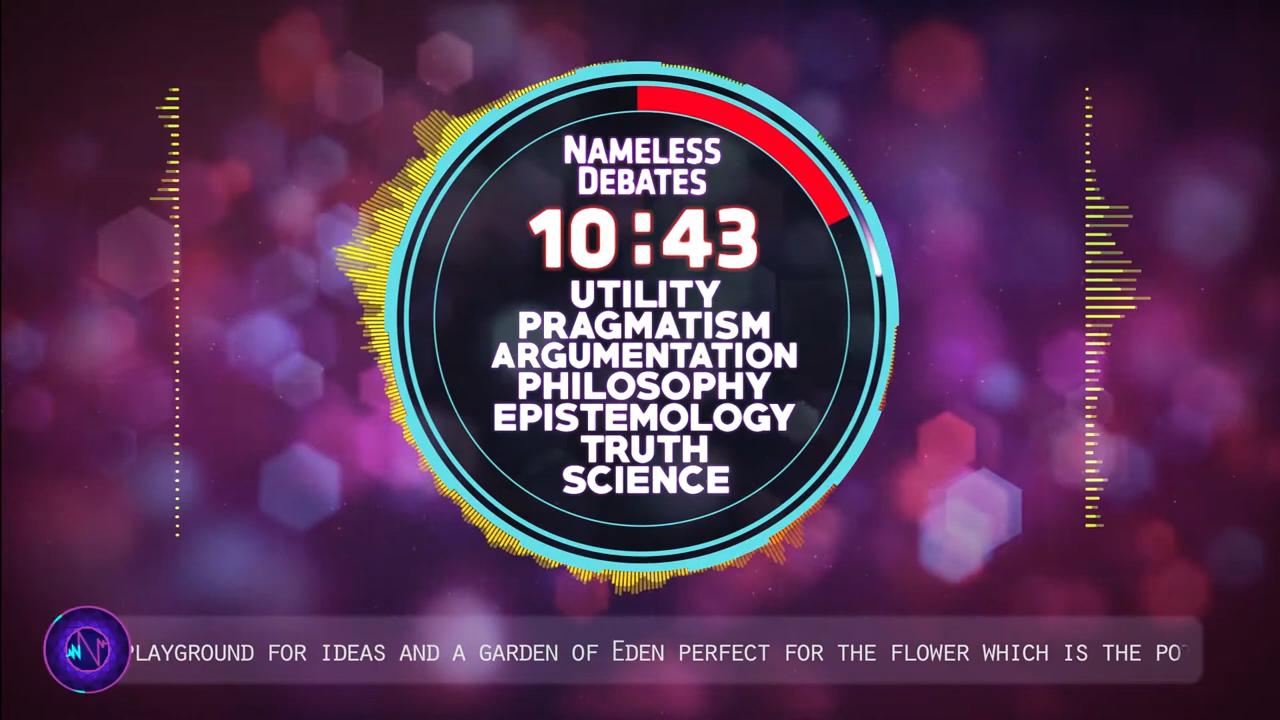 Nameless
Debates
10:43
UTILITY
PRAGMATISM
ARGUMENTATION
PHILOSOPHY
EPISTEMOLOGY
TRUTH
SCIENCE
PLAYGROUND FOR IDEAS AND A GARDEN OF EDEN PERFECT FOR THE FLOWER WHICH IS THE